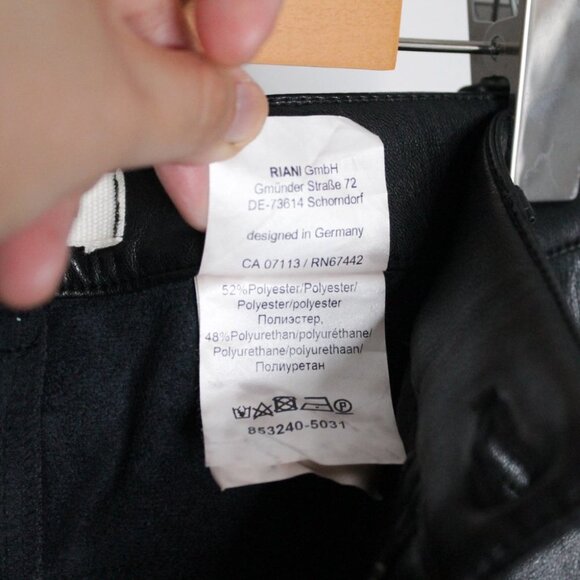 RIANI GmbH
Gmünder Straße 72
DE-73614 Schorndorf
designed in Germany
CA 07113 / RN67442
52%Polyester/Polyester/
Polyester/polyester
Полиэстер,
48%Polyurethan/polyuréthane/
Polyurethane/polyurethaan/
Полиуретан
P
853240-5031